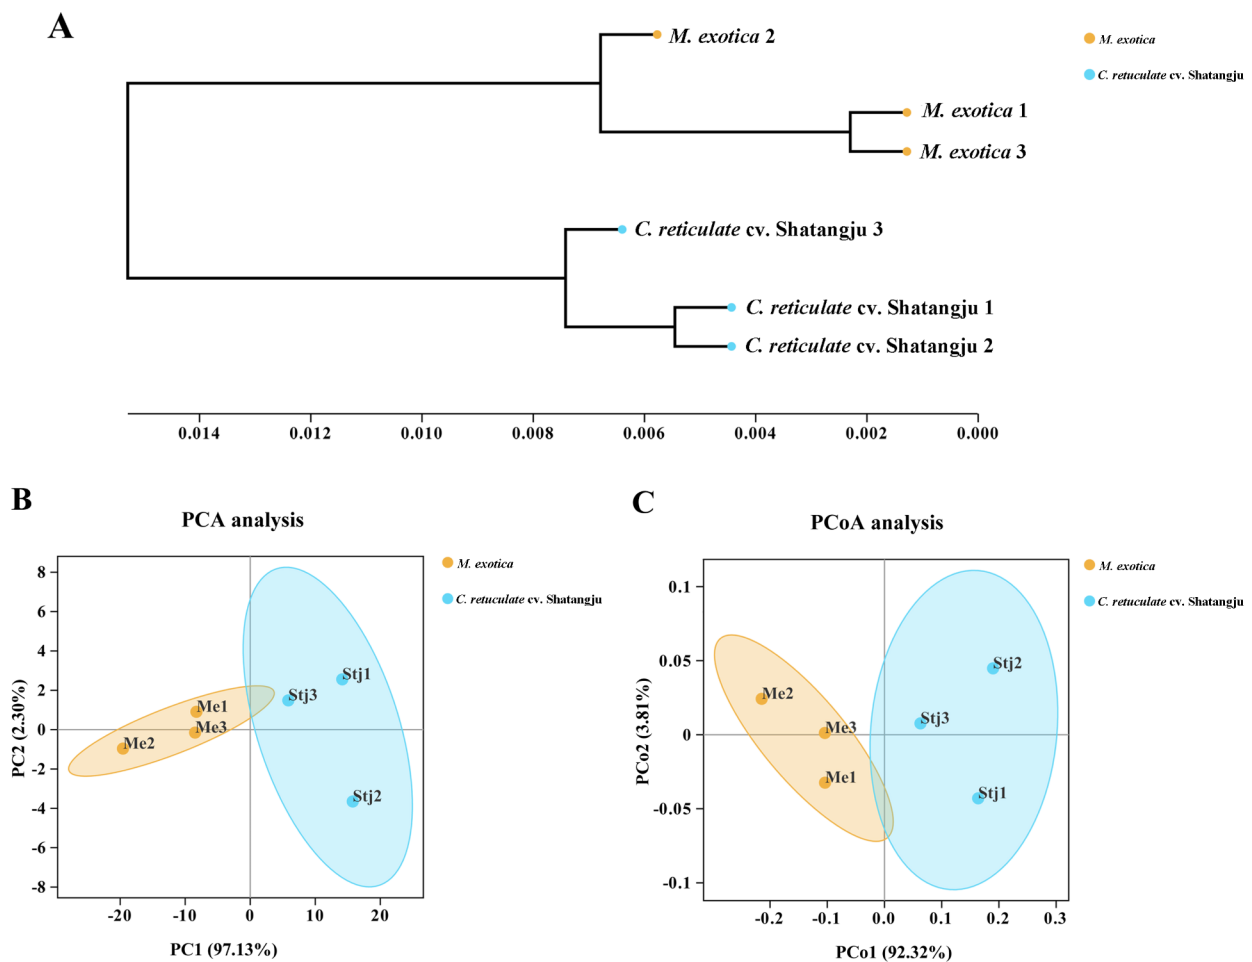 A
M. exotica 2
M. exotica
C. retuculate cv. Shatangju
M. exotica 1
M. exotica 3
C. reticulate cv. Shatangju 3
C. reticulate cv. Shatangju 1
C. reticulate cv. Shatangju 2
0.014 0.012 0.010 0.008 0.006 0.004 0.002 0.000
B
PCA analysis
M. exotica
C. retuculate cv. Shatangju
8
6
4
2
0
-2
-4
-6
-8
PC2 (2.30%)
Stj1
Stj3
Me1
Me3
Me2
Stj2
-20 -10 0 10 20
PC1 (97.13%)
C
PCoA analysis
M. exotica
C. retuculate cv. Shatangju
0.1
0.05
0
-0.05
-0.1
PCo2 (3.81%)
Stj2
Me2
Stj3
Me3
Me1
Stj1
-0.2 -0.1 0.0 0.1 0.2 0.3
PCo1 (92.32%)